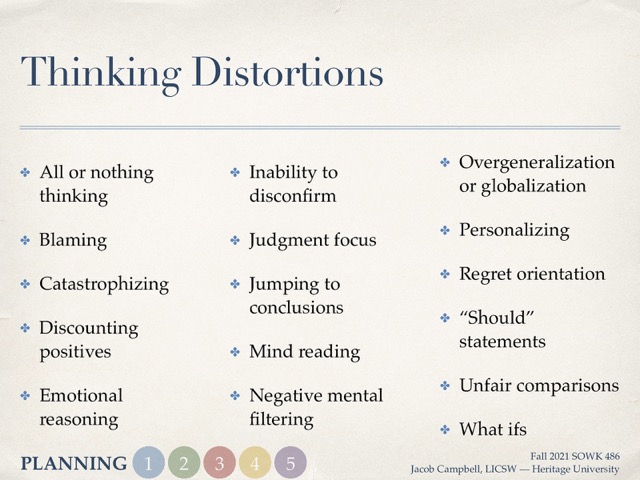 Thinking Distortions
All or nothing
thinking
Blaming
Catastrophizing
Discounting
positives
Emotional
reasoning
Inability to
disconfirm
Judgment focus
Jumping to
conclusions
Mind reading
Negative mental
filtering
Overgeneralization
or globalization
Personalizing
Regret orientation
“Should”
statements
Unfair comparisons
What ifs
PLANNING 1 2 3 4 5
Fall 2021 SOWK 486
Jacob Campbell, LICSW — Heritage University